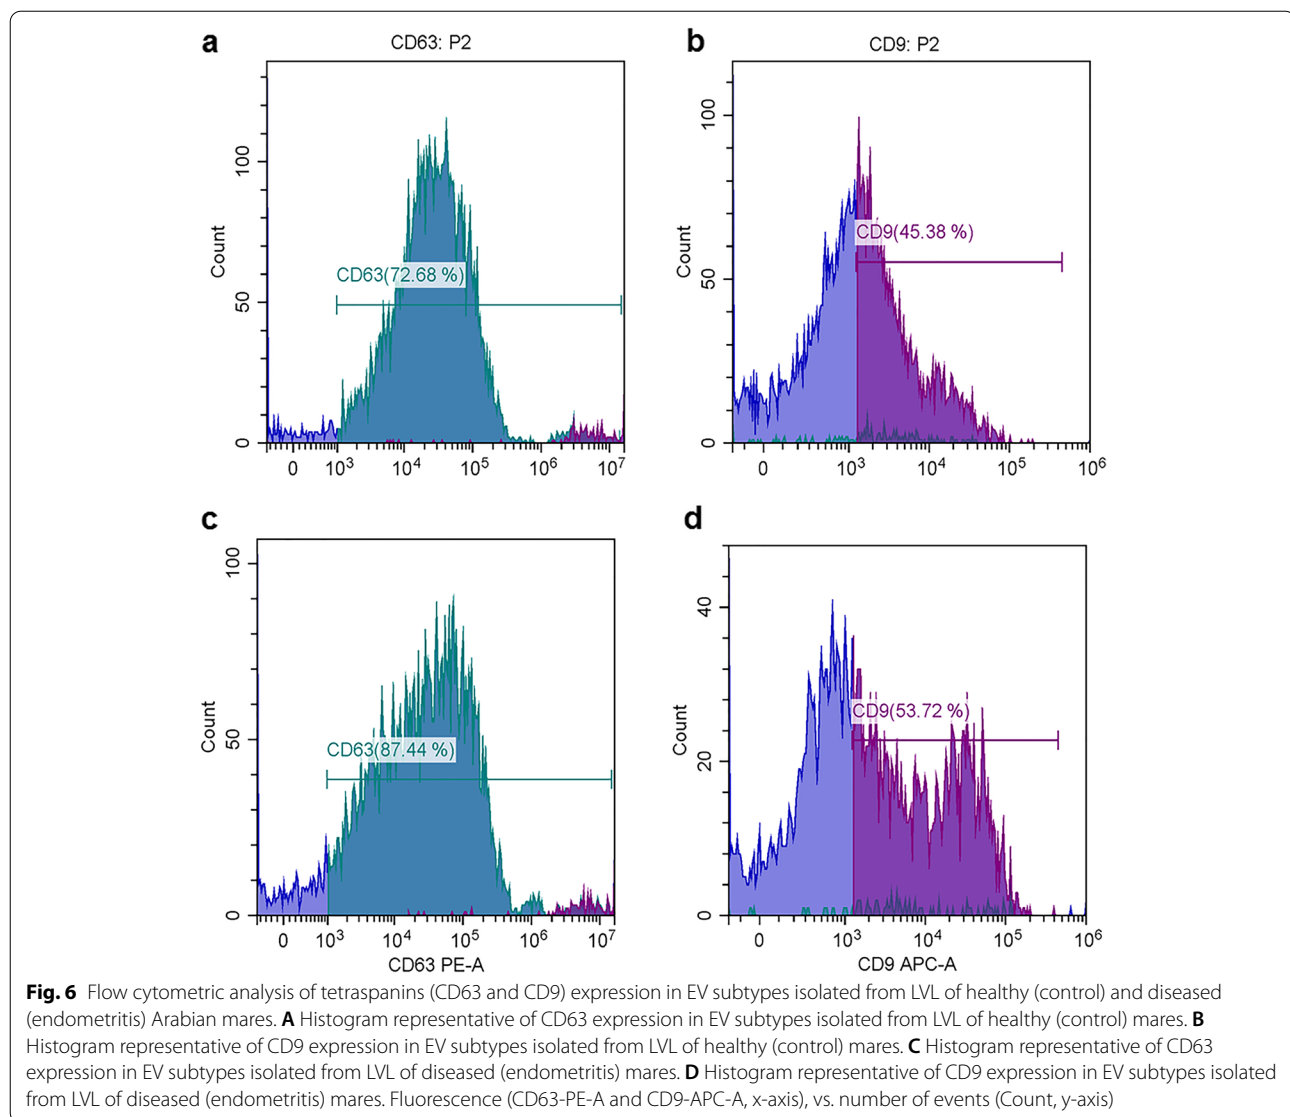 a
CD63: P2
b
CD9: P2
Count
100
50
0
CD63(72.68 %)
0 10³ 10⁴ 10⁵ 10⁶ 10⁷
Count
100
50
0
CD9(45.38 %)
0 10³ 10⁴ 10⁵ 10⁶
c
d
Count
100
50
0
CD63(87.44 %)
0 10³ 10⁴ 10⁵ 10⁶ 10⁷
CD63 PE-A
Count
40
20
0
CD9(53.72 %)
0 10³ 10⁴ 10⁵ 10⁶
CD9 APC-A
Fig. 6 Flow cytometric analysis of tetraspanins (CD63 and CD9) expression in EV subtypes isolated from LVL of healthy (control) and diseased
(endometritis) Arabian mares. A Histogram representative of CD63 expression in EV subtypes isolated from LVL of healthy (control) mares. B
Histogram representative of CD9 expression in EV subtypes isolated from LVL of healthy (control) mares. C Histogram representative of CD63
expression in EV subtypes isolated from LVL of diseased (endometritis) mares. D Histogram representative of CD9 expression in EV subtypes isolated
from LVL of diseased (endometritis) mares. Fluorescence (CD63-PE-A and CD9-APC-A, x-axis), vs. number of events (Count, y-axis)